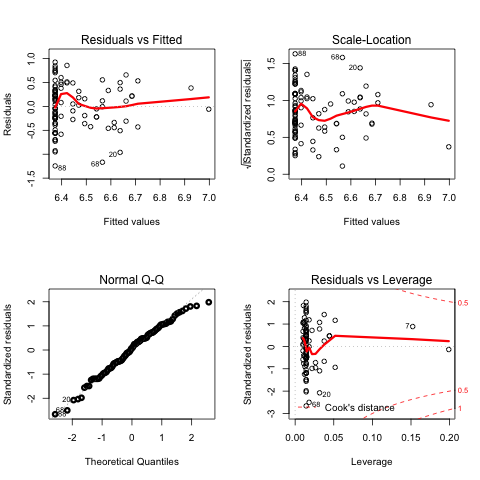 Residuals vs Fitted
Residuals
1.0
0.5
0.0
-1.5
88
68
20
6.4 6.5 6.6 6.7 6.8 6.9 7.0
Fitted values
Scale-Location
√|Standardized residuals|
1.5
1.0
0.5
0.0
88
68
20
6.4 6.5 6.6 6.7 6.8 6.9 7.0
Fitted values
Normal Q-Q
Standardized residuals
2
1
0
-1
-2
20
68
88
-2 -1 0 1 2
Theoretical Quantiles
Residuals vs Leverage
Standardized residuals
2
1
0
-1
-2
-3
7
20
68
Cook's distance
0.5
0.5
1
0.00 0.05 0.10 0.15 0.20
Leverage